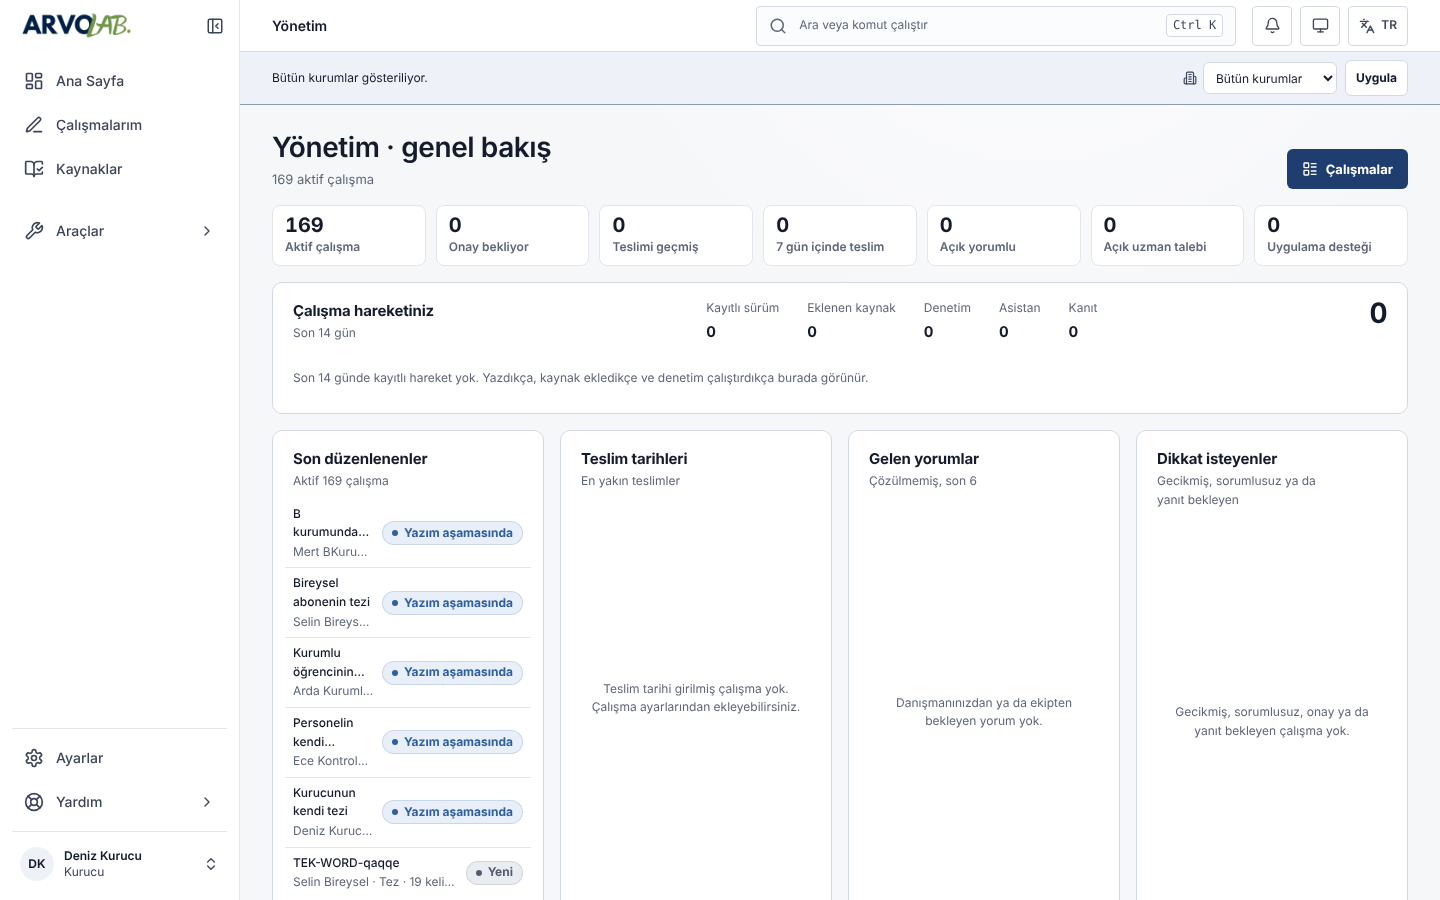 ARVOLAB.
Yönetim
Ara veya komut çalıştır
Ctrl K
TR
Ana Sayfa
Çalışmalarım
Kaynaklar
Araçlar
Ayarlar
Yardım
DK
Deniz Kurucu
Kurucu
Bütün kurumlar gösteriliyor.
Bütün kurumlar
Uygula
Yönetim · genel bakış
169 aktif çalışma
Çalışmalar
169
Aktif çalışma
0
Onay bekliyor
0
Teslimi geçmiş
0
7 gün içinde teslim
0
Açık yorumlu
0
Açık uzman talebi
0
Uygulama desteği
Çalışma hareketiniz
Son 14 gün
Kayıtlı sürüm
0
Eklenen kaynak
0
Denetim
0
Asistan
0
Kanıt
0
0
Son 14 günde kayıtlı hareket yok. Yazdıkça, kaynak ekledikçe ve denetim çalıştırdıkça burada görünür.
Son düzenlenenler
Aktif 169 çalışma
B
kurumunda...
Mert BKuru...
Yazım aşamasında
Bireysel
abonenin tezi
Selin Bireys...
Yazım aşamasında
Kurumlu
öğrencinin...
Arda Kuruml...
Yazım aşamasında
Personelin
kendi...
Ece Kontrol...
Yazım aşamasında
Kurucunun
kendi tezi
Deniz Kuruc...
Yazım aşamasında
TEK-WORD-qaqqe
Selin Bireysel · Tez · 19 keli...
Yeni
Teslim tarihleri
En yakın teslimler
Teslim tarihi girilmiş çalışma yok.
Çalışma ayarlarından ekleyebilirsiniz.
Gelen yorumlar
Çözülmemiş, son 6
Danışmanınızdan ya da ekipten
bekleyen yorum yok.
Dikkat isteyenler
Gecikmiş, sorumlusuz ya da
yanıt bekleyen
Gecikmiş, sorumlusuz, onay ya da
yanıt bekleyen çalışma yok.